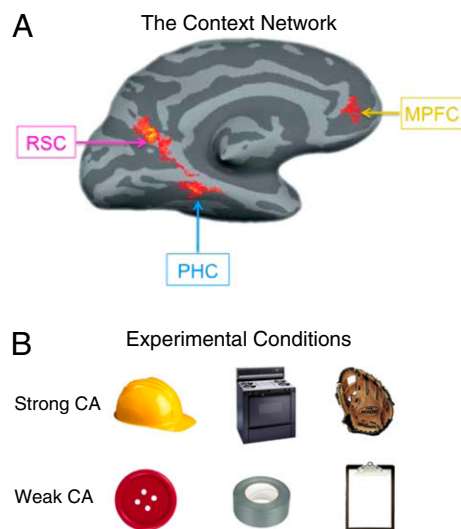 A
The Context Network
RSC
MPFC
PHC
B
Experimental Conditions
Strong CA
Weak CA